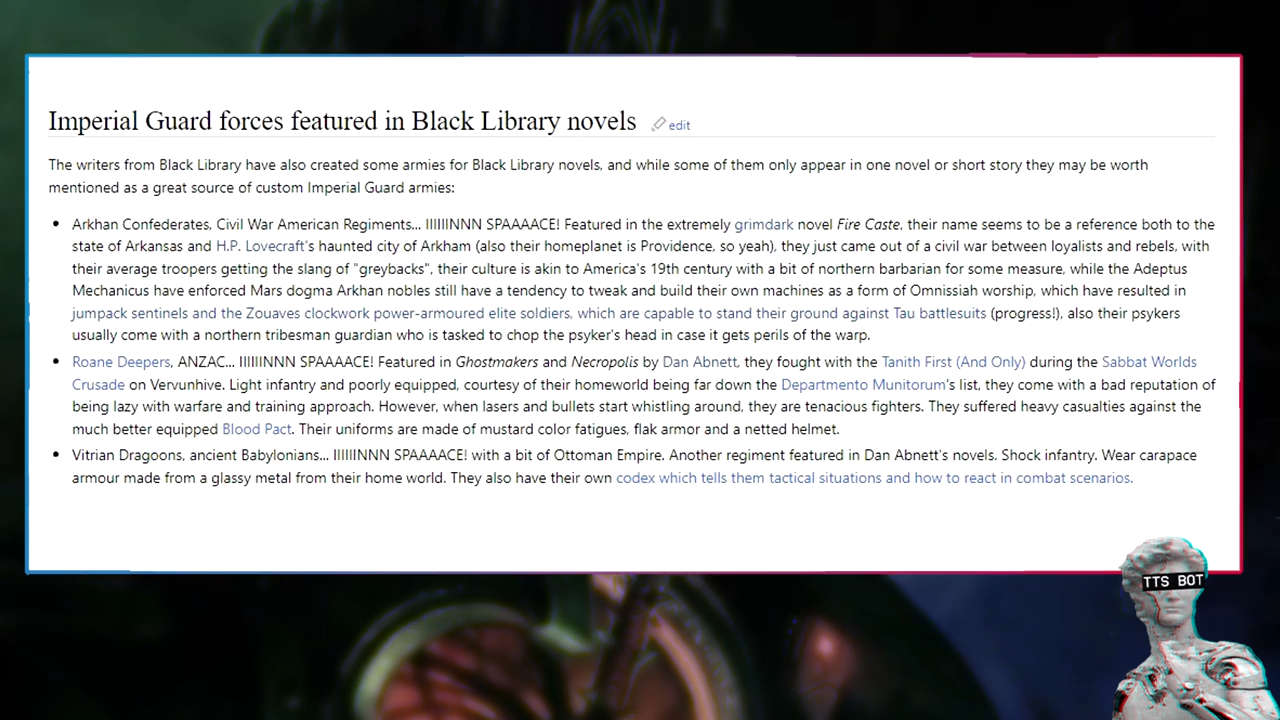 Imperial Guard forces featured in Black Library novels edit
The writers from Black Library have also created some armies for Black Library novels, and while some of them only appear in one novel or short story they may be worth
mentioned as a great source of custom Imperial Guard armies:
• Arkhan Confederates, Civil War American Regiments... IIIIIINNN SPAAAACE! Featured in the extremely grimdark novel Fire Caste, their name seems to be a reference both to the
state of Arkansas and H.P. Lovecraft's haunted city of Arkham (also their homeplanet is Providence, so yeah), they just came out of a civil war between loyalists and rebels, with
their average troopers getting the slang of "greybacks", their culture is akin to America's 19th century with a bit of northern barbarian for some measure, while the Adeptus
Mechanicus have enforced Mars dogma Arkhan nobles still have a tendency to tweak and build their own machines as a form of Omnissiah worship, which have resulted in
jumpack sentinels and the Zouaves clockwork power-armoured elite soldiers, which are capable to stand their ground against Tau battlesuits (progress!), also their psykers
usually come with a northern tribesman guardian who is tasked to chop the psyker's head in case it gets perils of the warp.
• Roane Deepers, ANZAC... IIIIIINNN SPAAAACE! Featured in Ghostmakers and Necropolis by Dan Abnett, they fought with the Tanith First (And Only) during the Sabbat Worlds
Crusade on Vervunhive. Light infantry and poorly equipped, courtesy of their homeworld being far down the Departmento Munitorum's list, they come with a bad reputation of
being lazy with warfare and training approach. However, when lasers and bullets start whistling around, they are tenacious fighters. They suffered heavy casualties against the
much better equipped Blood Pact. Their uniforms are made of mustard color fatigues, flak armor and a netted helmet.
• Vitrian Dragoons, ancient Babylonians... IIIIIINNN SPAAAACE! with a bit of Ottoman Empire. Another regiment featured in Dan Abnett's novels. Shock infantry. Wear carapace
armour made from a glassy metal from their home world. They also have their own codex which tells them tactical situations and how to react in combat scenarios.
TTS BOT